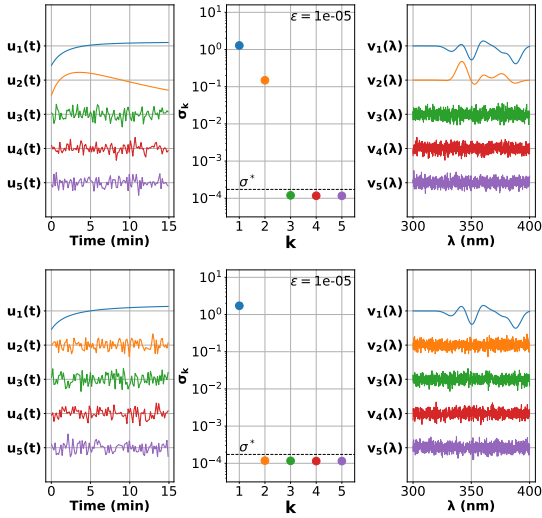 u₁(t)
u₂(t)
u₃(t)
u₄(t)
u₅(t)
0 5 10 15
Time (min)
σₖ
10¹
10⁰
10⁻¹
10⁻²
10⁻³
10⁻⁴
ε = 1e-05
σ*
1 2 3 4 5
k
v₁(λ)
v₂(λ)
v₃(λ)
v₄(λ)
v₅(λ)
300 350 400
λ (nm)
u₁(t)
u₂(t)
u₃(t)
u₄(t)
u₅(t)
0 5 10 15
Time (min)
σₖ
10¹
10⁰
10⁻¹
10⁻²
10⁻³
10⁻⁴
ε = 1e-05
σ*
1 2 3 4 5
k
v₁(λ)
v₂(λ)
v₃(λ)
v₄(λ)
v₅(λ)
300 350 400
λ (nm)